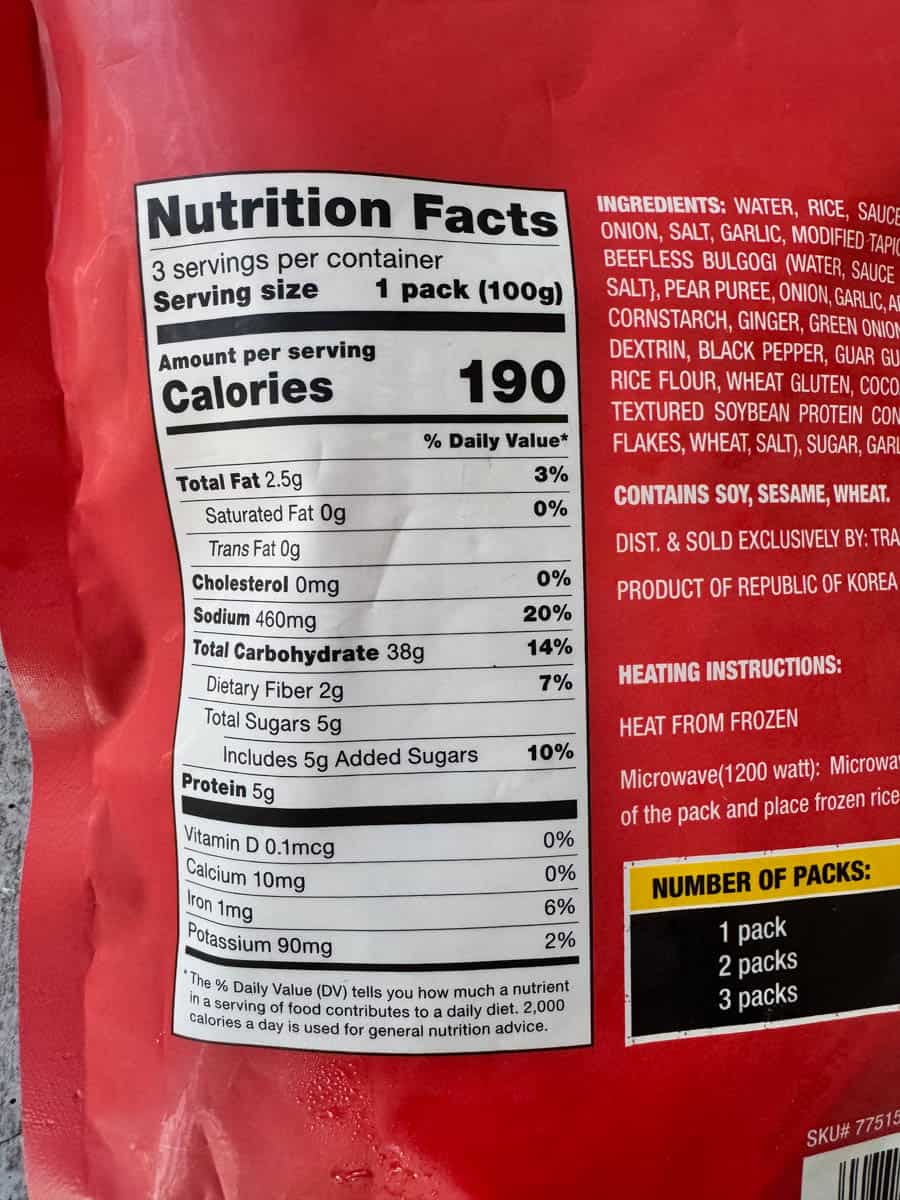 Nutrition Facts
3 servings per container
Serving size 1 pack (100g)
Amount per serving
Calories 190
% Daily Value*
Total Fat 2.5g 3%
Saturated Fat 0g 0%
Trans Fat 0g
Cholesterol 0mg 0%
Sodium 460mg 20%
Total Carbohydrate 38g 14%
Dietary Fiber 2g 7%
Total Sugars 5g
Includes 5g Added Sugars 10%
Protein 5g
Vitamin D 0.1mcg 0%
Calcium 10mg 0%
Iron 1mg 6%
Potassium 90mg 2%
*The % Daily Value (DV) tells you how much a nutrient
in a serving of food contributes to a daily diet. 2,000
calories a day is used for general nutrition advice.
INGREDIENTS: WATER, RICE, SAUCE
ONION, SALT, GARLIC, MODIFIED
BEEFLESS BULGOGI (WATER, SAUCE
SALT}, PEAR PUREE, ONION, GARLIC,
CORNSTARCH, GINGER, GREEN ONION
DEXTRIN, BLACK PEPPER, GUAR
RICE FLOUR, WHEAT GLUTEN,
TEXTURED SOYBEAN PROTEIN
FLAKES, WHEAT, SALT), SUGAR,
CONTAINS SOY, SESAME, WHEAT.
DIST. & SOLD EXCLUSIVELY BY:
PRODUCT OF REPUBLIC OF KOREA
HEATING INSTRUCTIONS:
HEAT FROM FROZEN
Microwave(1200 watt):
of the pack and place frozen rice
NUMBER OF PACKS:
1 pack
2 packs
3 packs
SKU# 77515